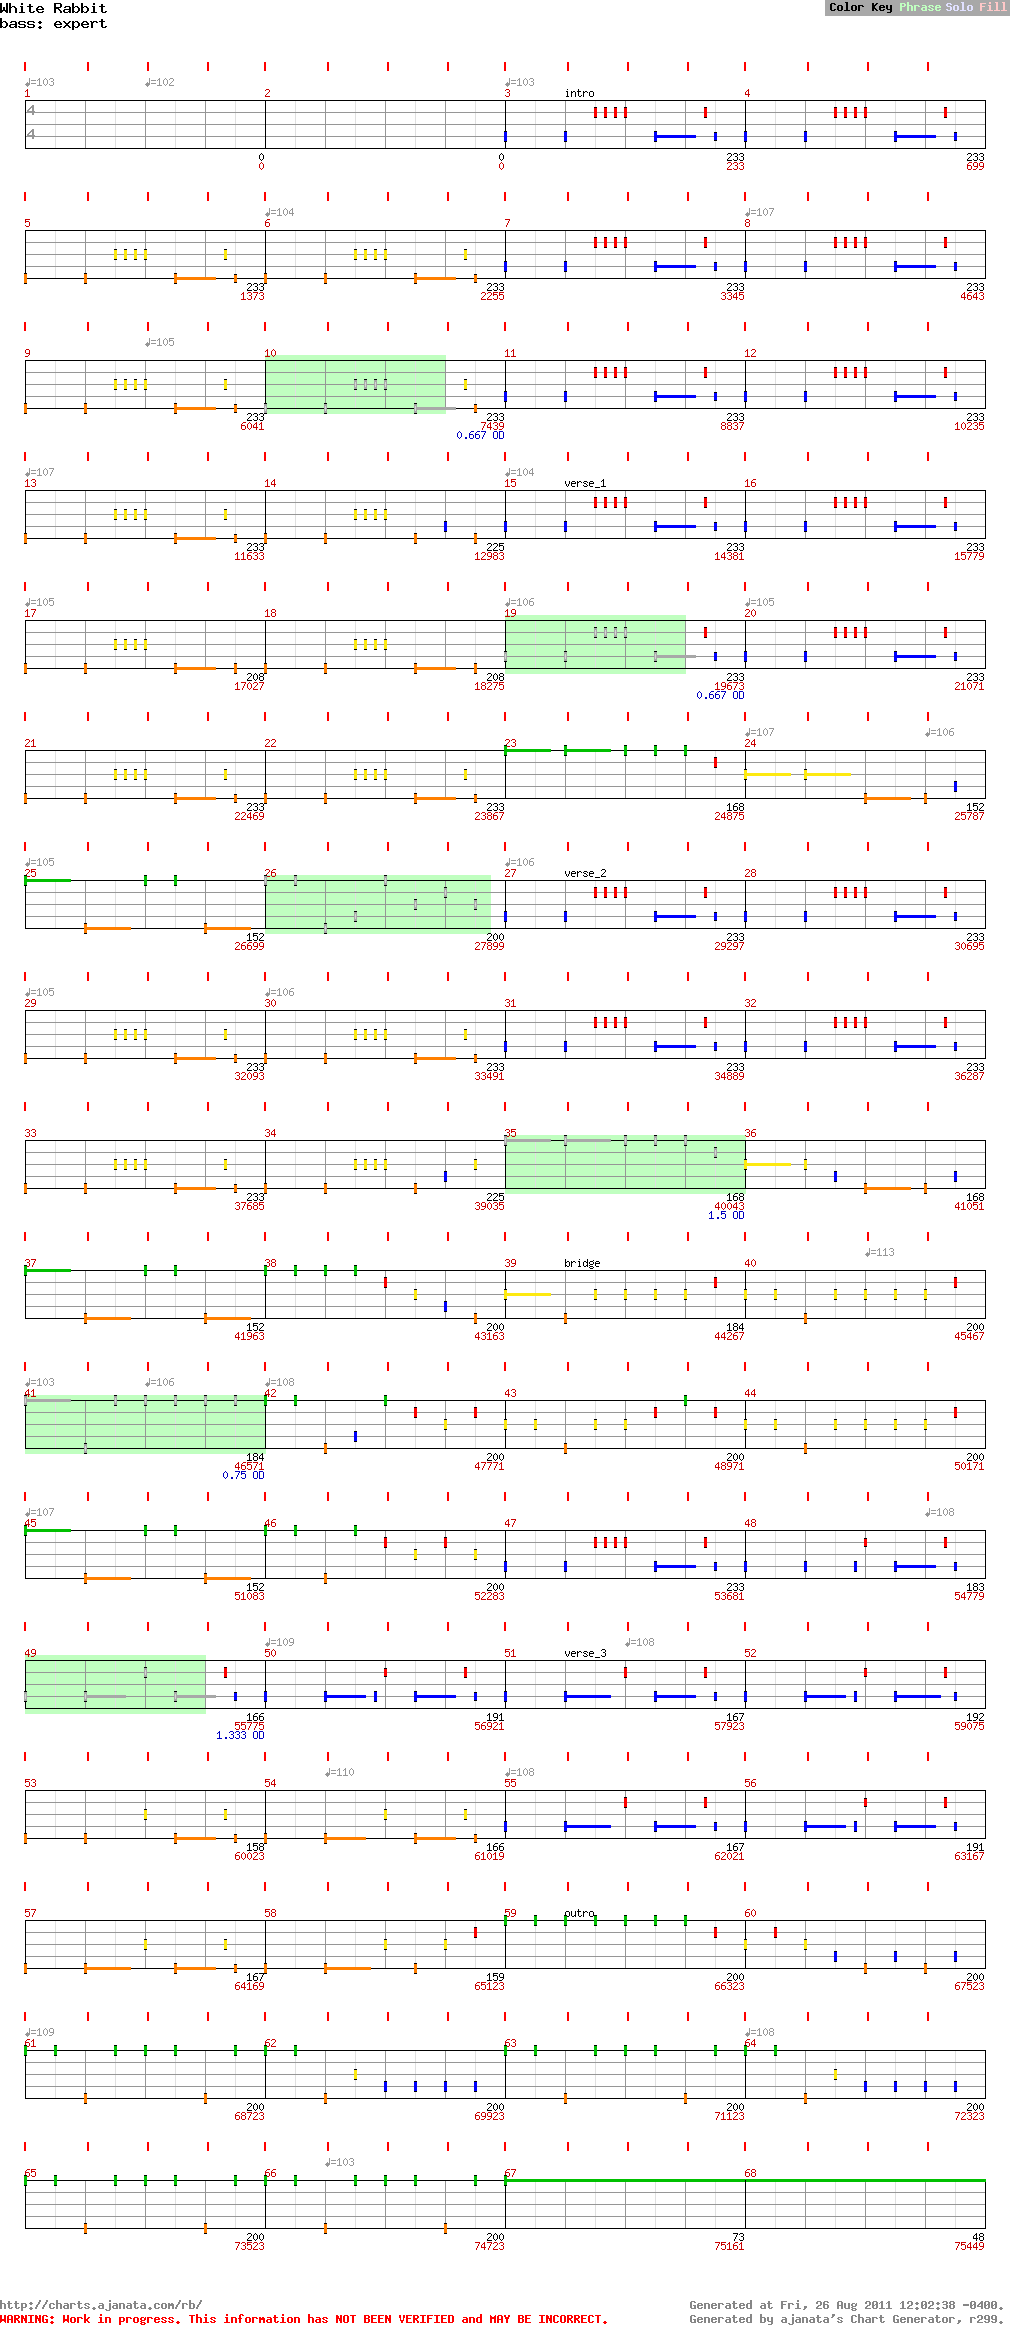 White Rabbit
bass: expert
Color Key Phrase Solo Fill
♩=103 ♩=102 ♩=103
1 2 3 intro 4
4
4
0 0 233 233
0 0 233 699
♩=104 ♩=107
5 6 7 8
233 233 233 233
1373 2255 3345 4643
♩=105
9 10 11 12
233 233 233 233
6041 7439 8837 10235
0.667 OD
♩=107 ♩=104
13 14 15 verse_1 16
233 225 233 233
11633 12983 14381 15779
♩=105 ♩=106 ♩=105
17 18 19 20
208 208 233 233
17027 18275 19673 21071
0.667 OD
♩=107 ♩=106
21 22 23 24
233 233 168 152
22469 23867 24875 25787
♩=105 ♩=106
25 26 27 verse_2 28
152 200 233 233
26699 27899 29297 30695
♩=105 ♩=106
29 30 31 32
233 233 233 233
32093 33491 34889 36287
33 34 35 36
233 225 168 168
37685 39035 40043 41051
1.5 OD
♩=113
37 38 39 bridge 40
152 200 184 200
41963 43163 44267 45467
♩=103 ♩=106 ♩=108
41 42 43 44
184 200 200 200
46571 47771 48971 50171
0.75 OD
♩=107 ♩=108
45 46 47 48
152 200 233 183
51083 52283 53681 54779
♩=109 ♩=108
49 50 51 verse_3 52
166 191 167 192
55775 56921 57923 59075
1.333 OD
♩=110 ♩=108
53 54 55 56
158 166 167 191
60023 61019 62021 63167
57 58 59 outro 60
167 159 200 200
64169 65123 66323 67523
♩=109 ♩=108
61 62 63 64
200 200 200 200
68723 69923 71123 72323
♩=103
65 66 67 68
200 200 73 48
73523 74723 75161 75449
http://charts.ajanata.com/rb/ Generated at Fri, 26 Aug 2011 12:02:38 -0400.
WARNING: Work in progress. This information has NOT BEEN VERIFIED and MAY BE INCORRECT. Generated by ajanata's Chart Generator, r299.